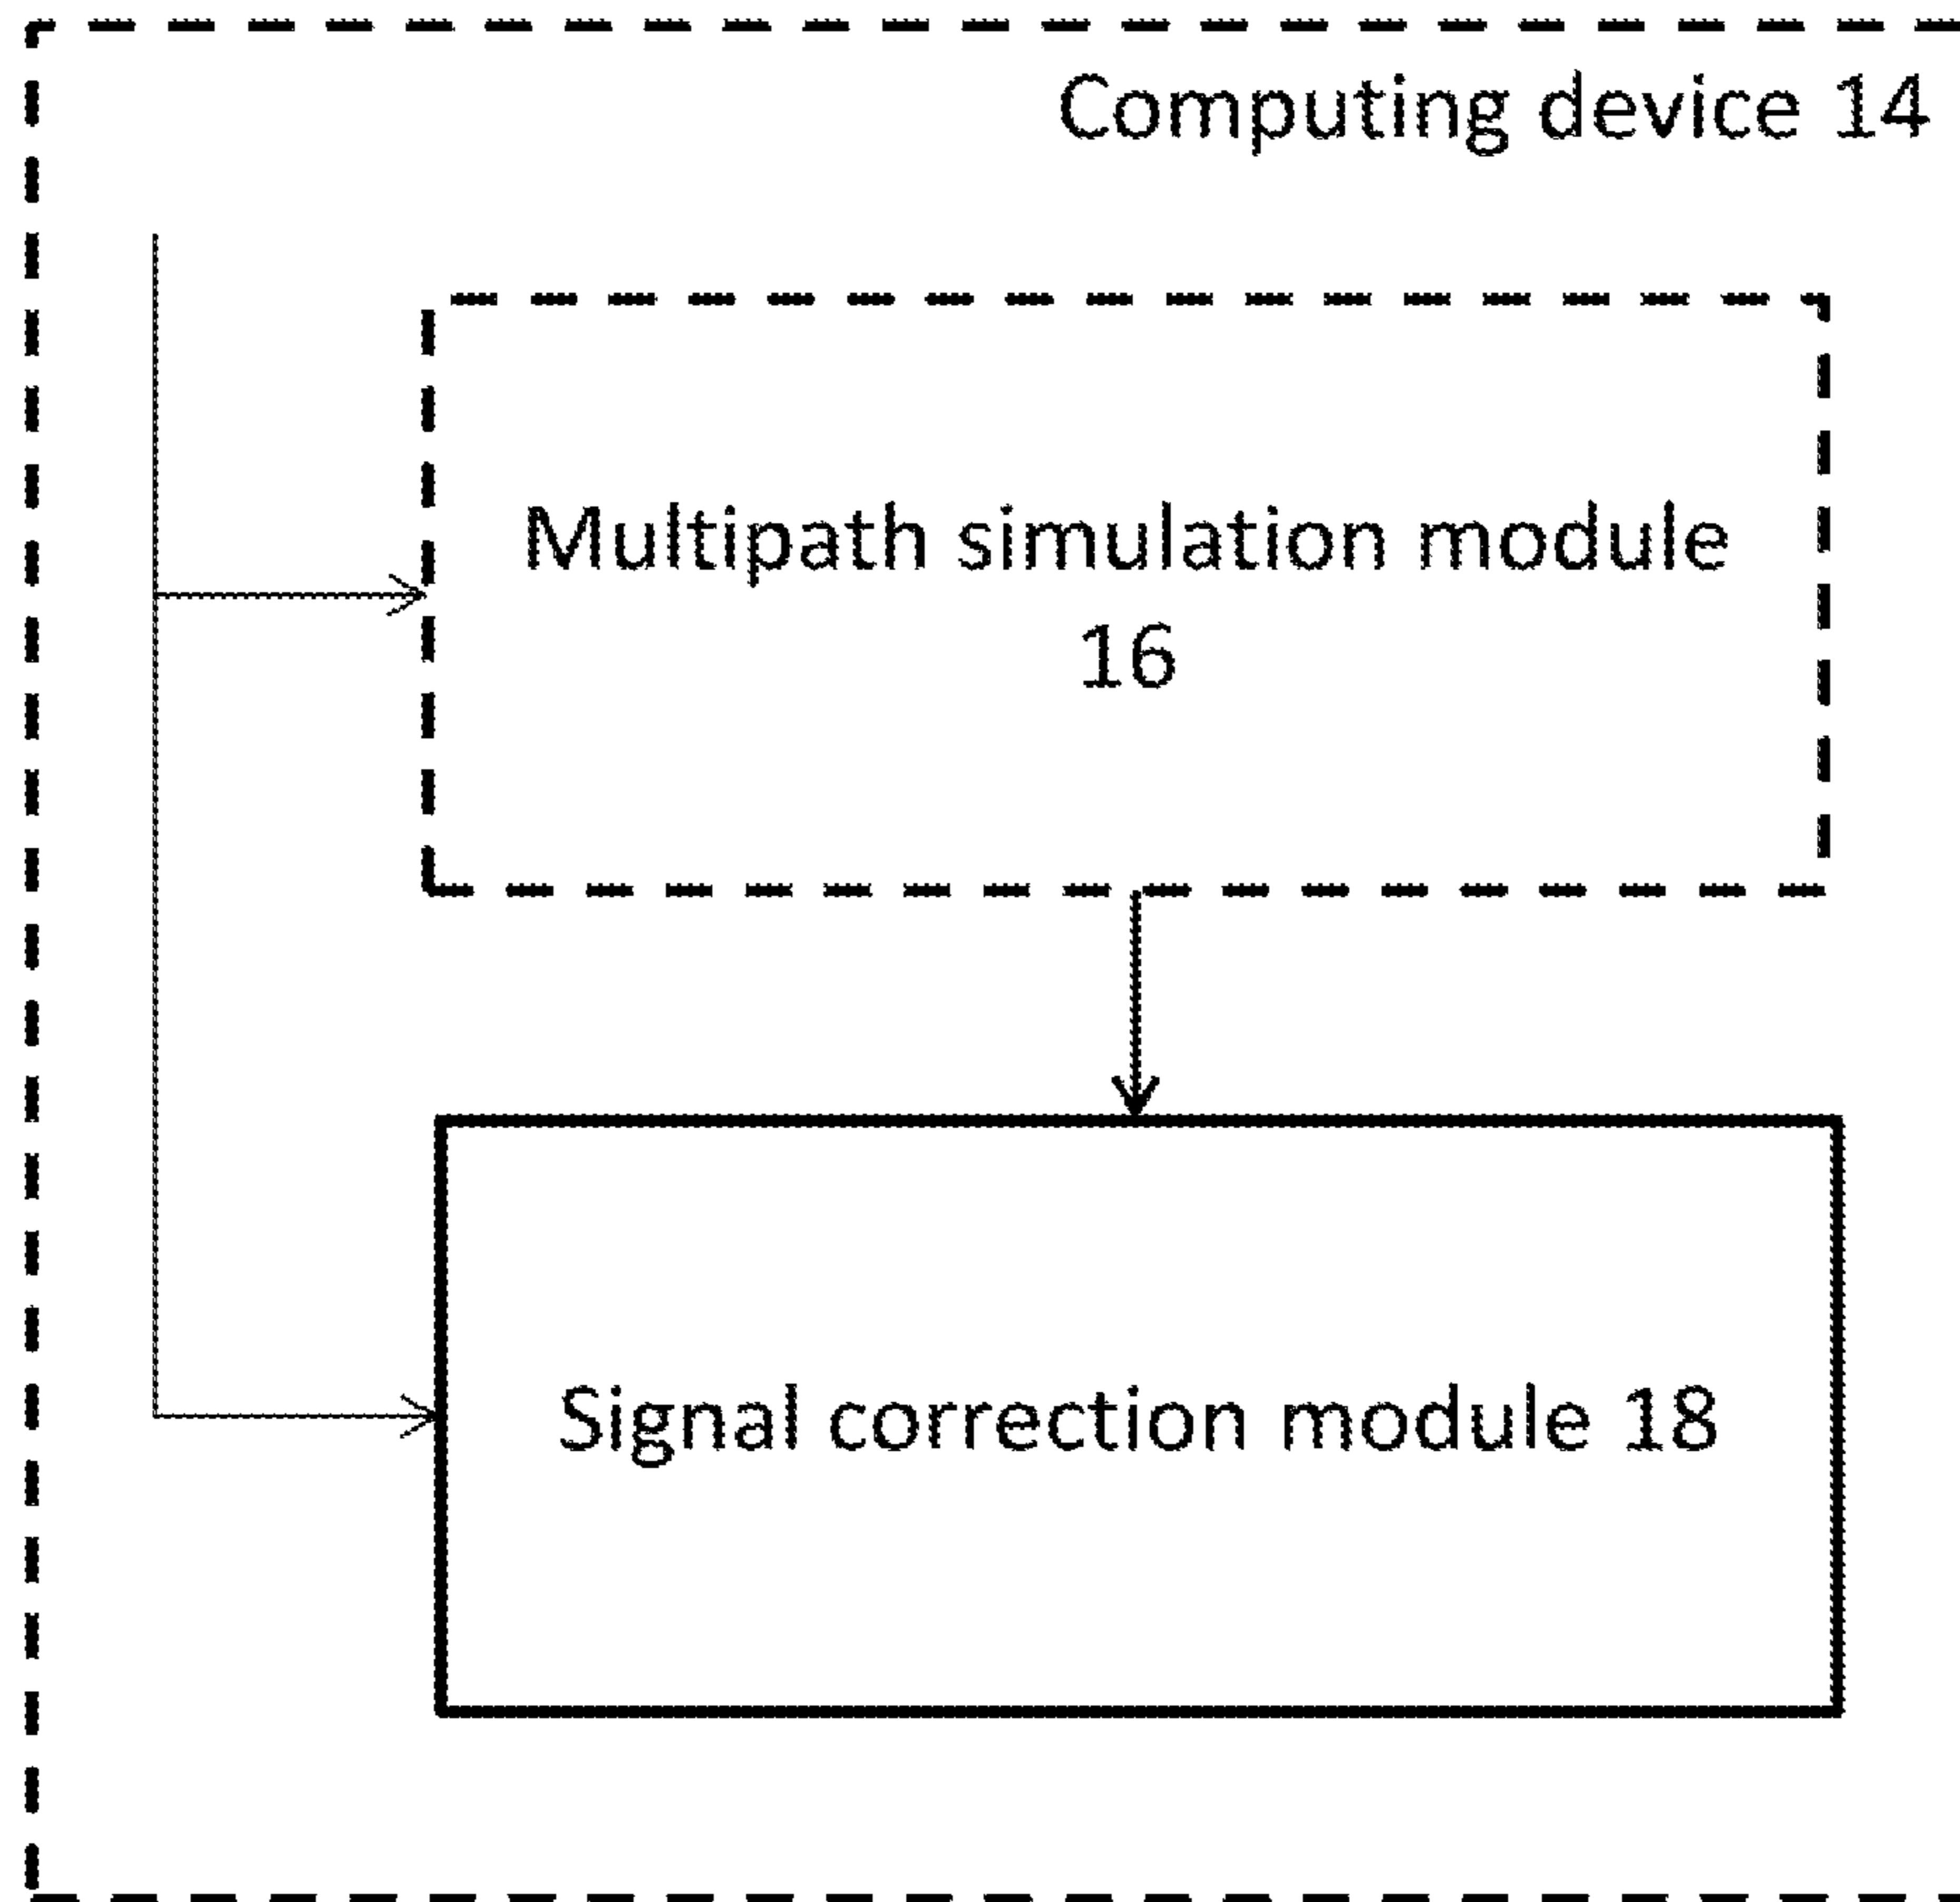 Computing device 14
Multipath simulation module
16
Signal correction module 18